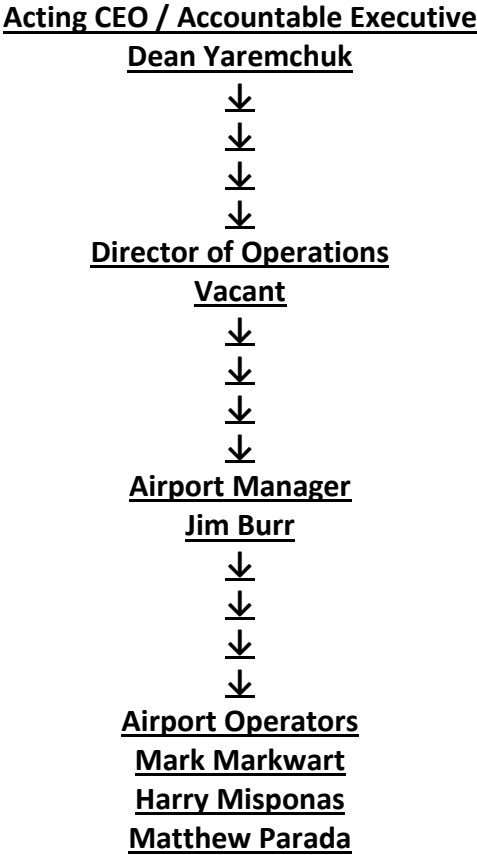 Acting CEO / Accountable Executive
Dean Yaremchuk
↓
↓
↓
↓
Director of Operations
Vacant
↓
↓
↓
↓
Airport Manager
Jim Burr
↓
↓
↓
↓
Airport Operators
Mark Markwart
Harry Misponas
Matthew Parada